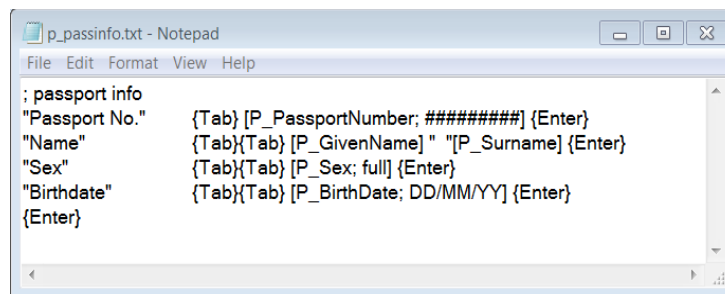 p_passinfo.txt - Notepad
File Edit Format View Help
; passport info
"Passport No." {Tab} [P_PassportNumber; #########] {Enter}
"Name" {Tab}{Tab} [P_GivenName] "  "[P_Surname] {Enter}
"Sex" {Tab}{Tab} [P_Sex; full] {Enter}
"Birthdate" {Tab}{Tab} [P_BirthDate; DD/MM/YY] {Enter}
{Enter}